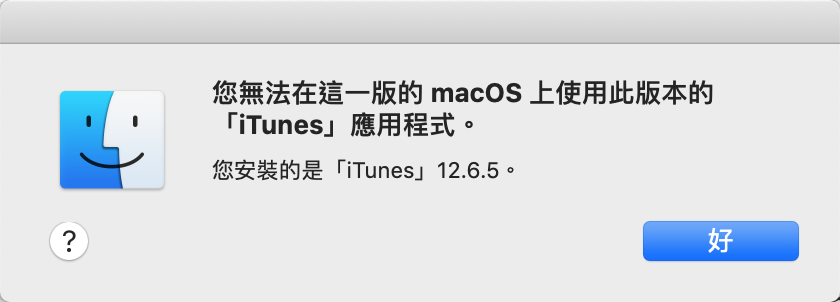 您無法在這一版的 macOS 上使用此版本的
「iTunes」應用程式。
您安裝的是「iTunes」12.6.5。
?
好